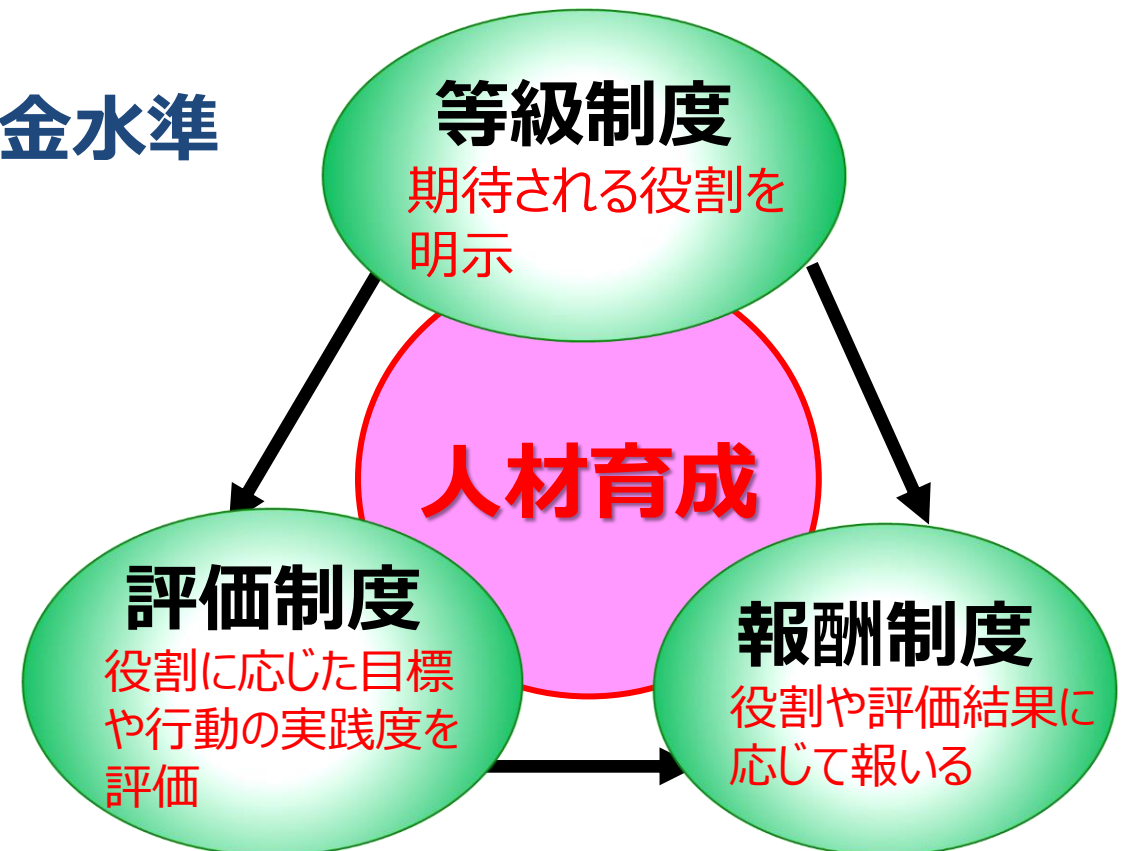 金水準
等級制度
期待される役割を
明示
人材育成
評価制度
役割に応じた目標
や行動の実践度を
評価
報酬制度
役割や評価結果に
応じて報いる